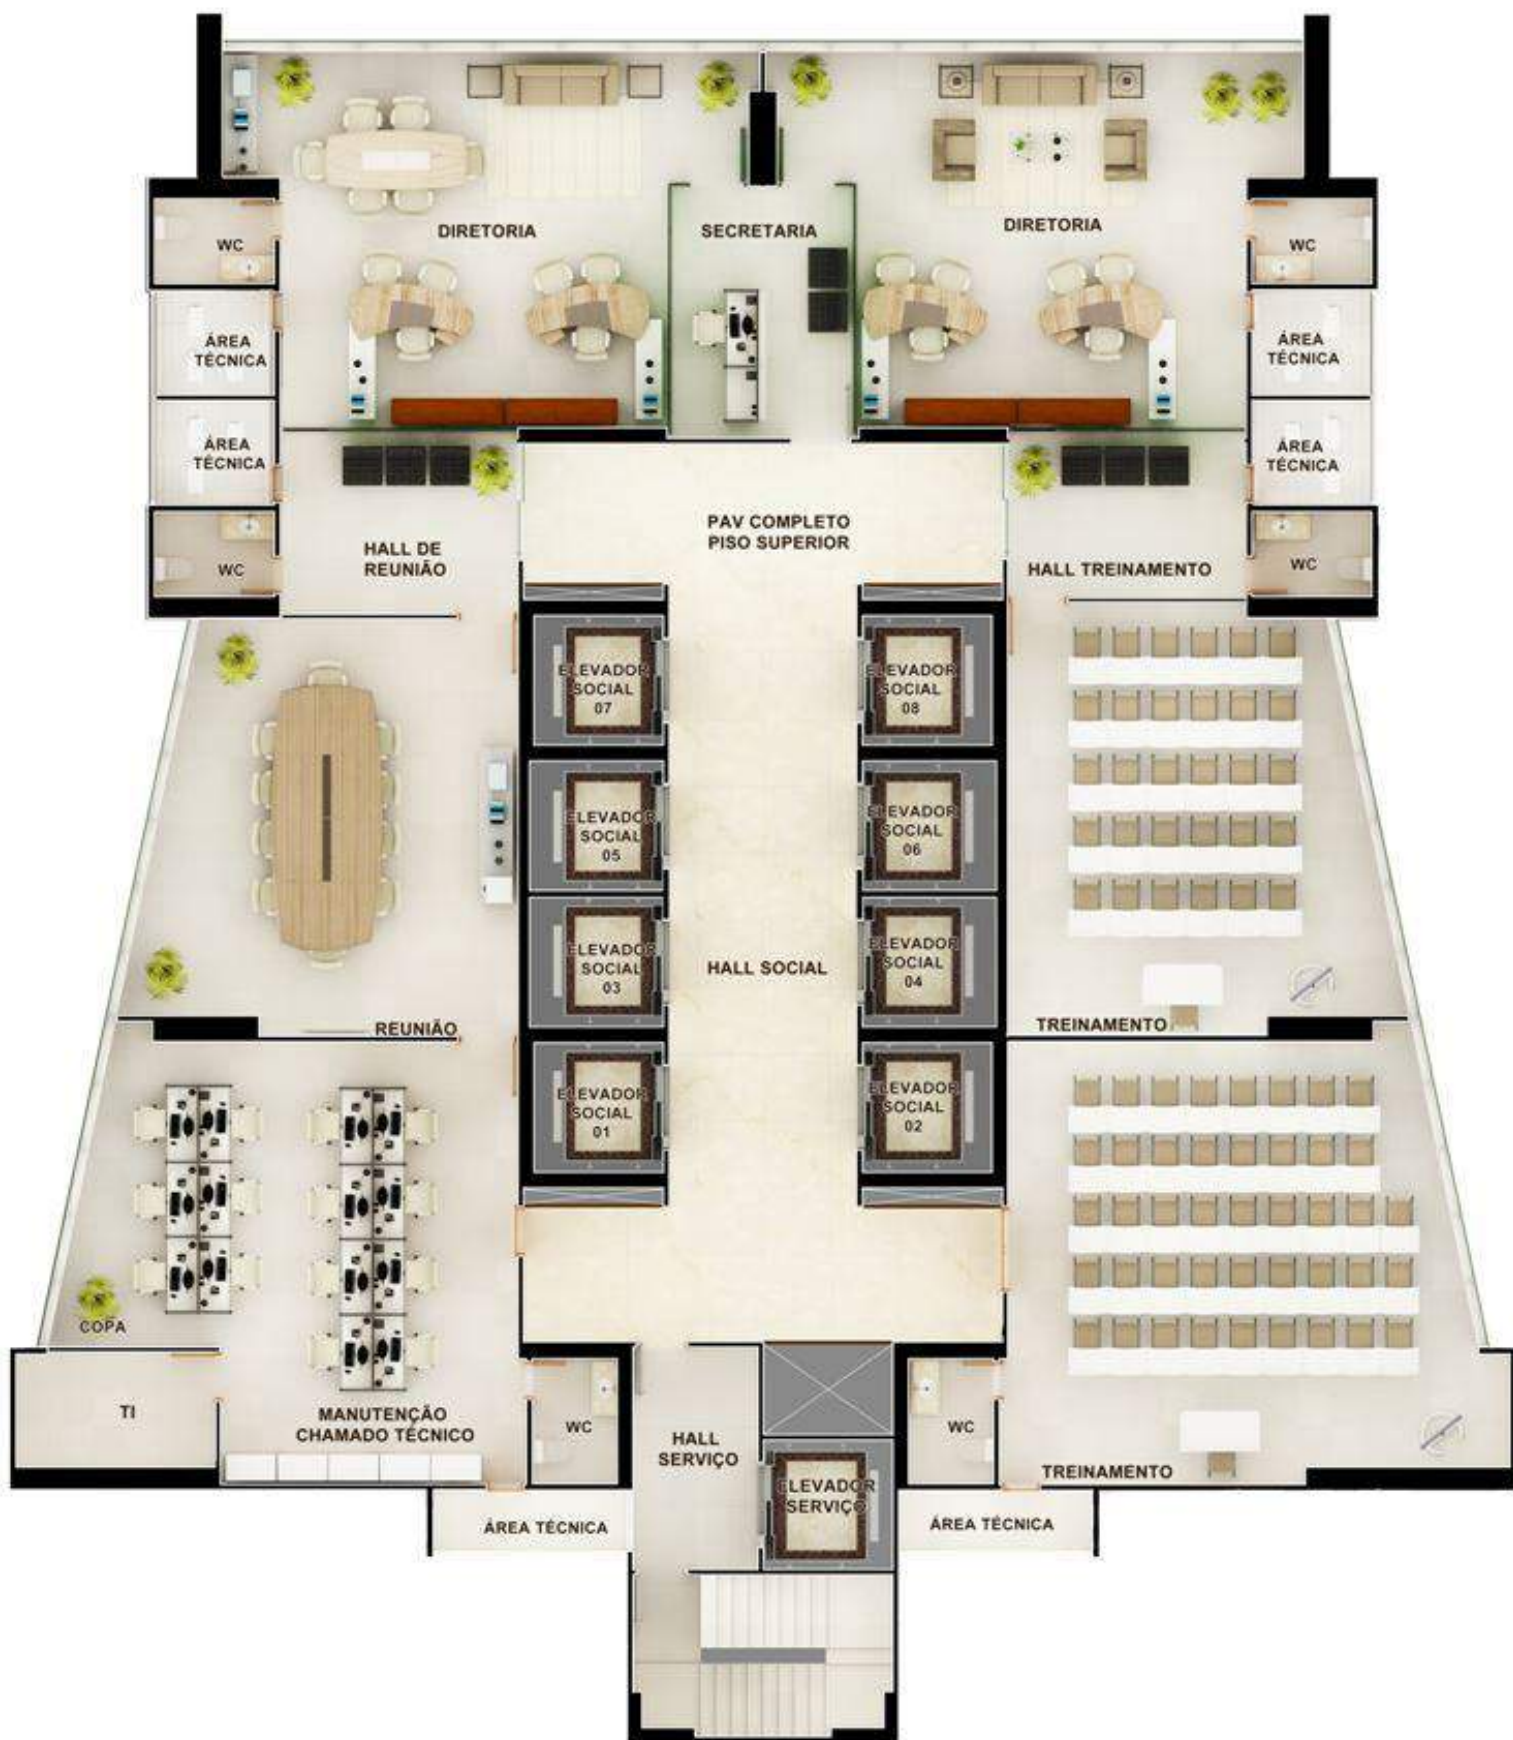 DIRETORIA
SECRETARIA
DIRETORIA
WC
WC
ÁREA
TÉCNICA
ÁREA
TÉCNICA
ÁREA
TÉCNICA
ÁREA
TÉCNICA
PAV COMPLETO
PISO SUPERIOR
HALL DE
REUNIÃO
HALL TREINAMENTO
WC
WC
ELEVADOR
SOCIAL
07
ELEVADOR
SOCIAL
08
ELEVADOR
SOCIAL
05
ELEVADOR
SOCIAL
06
ELEVADOR
SOCIAL
03
HALL SOCIAL
ELEVADOR
SOCIAL
04
REUNIÃO
TREINAMENTO
ELEVADOR
SOCIAL
01
ELEVADOR
SOCIAL
02
COPA
TI
MANUTENÇÃO
CHAMADO TÉCNICO
WC
HALL
SERVIÇO
WC
TREINAMENTO
ELEVADOR
SERVIÇO
ÁREA TÉCNICA
ÁREA TÉCNICA